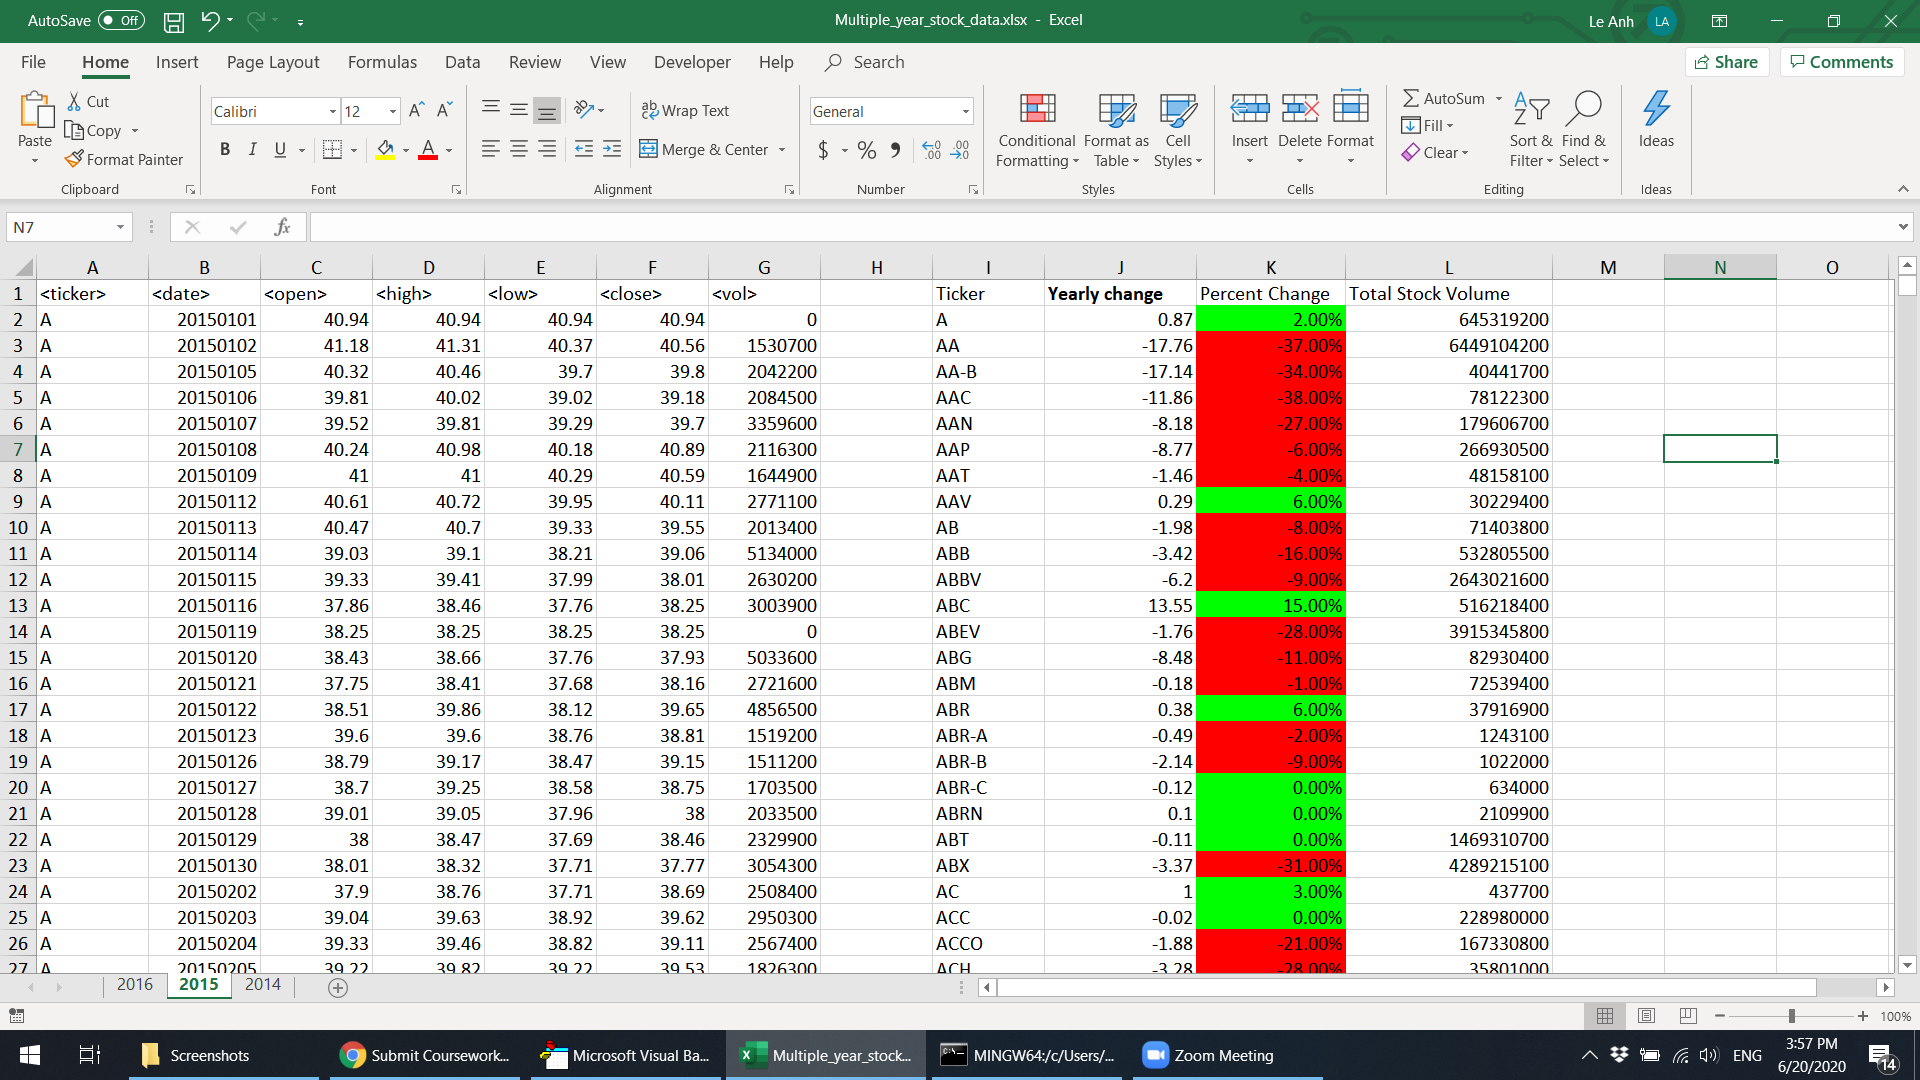 AutoSave Off Multiple_year_stock_data.xlsx - Excel Le Anh LA
File Home Insert Page Layout Formulas Data Review View Developer Help Search Share Comments
Paste Cut Copy Format Painter Clipboard
Calibri 12 A A B I U A Font
ab Wrap Text Merge & Center Alignment
General $ % 9 .00 .00 Number
Conditional Formatting Format as Table Cell Styles Styles
Insert Delete Format Cells
AutoSum Fill Clear Sort & Filter Find & Select Editing
Ideas Ideas
N7 fx
A B C D E F G H I J K L M N O
1 <ticker> <date> <open> <high> <low> <close> <vol> Ticker Yearly change Percent Change Total Stock Volume
2 A 20150101 40.94 40.94 40.94 40.94 0 A 0.87 2.00% 645319200
3 A 20150102 41.18 41.31 40.37 40.56 1530700 AA -17.76 -37.00% 6449104200
4 A 20150105 40.32 40.46 39.7 39.8 2042200 AA-B -17.14 -34.00% 40441700
5 A 20150106 39.81 40.02 39.02 39.18 2084500 AAC -11.86 -38.00% 78122300
6 A 20150107 39.52 39.81 39.29 39.7 3359600 AAN -8.18 -27.00% 179606700
7 A 20150108 40.24 40.98 40.18 40.89 2116300 AAP -8.77 -6.00% 266930500
8 A 20150109 41 41 40.29 40.59 1644900 AAT -1.46 -4.00% 48158100
9 A 20150112 40.61 40.72 39.95 40.11 2771100 AAV 0.29 6.00% 30229400
10 A 20150113 40.47 40.7 39.33 39.55 2013400 AB -1.98 -8.00% 71403800
11 A 20150114 39.03 39.1 38.21 39.06 5134000 ABB -3.42 -16.00% 532805500
12 A 20150115 39.33 39.41 37.99 38.01 2630200 ABBV -6.2 -9.00% 2643021600
13 A 20150116 37.86 38.46 37.76 38.25 3003900 ABC 13.55 15.00% 516218400
14 A 20150119 38.25 38.25 38.25 38.25 0 ABEV -1.76 -28.00% 3915345800
15 A 20150120 38.43 38.66 37.76 37.93 5033600 ABG -8.48 -11.00% 82930400
16 A 20150121 37.75 38.41 37.68 38.16 2721600 ABM -0.18 -1.00% 72539400
17 A 20150122 38.51 39.86 38.12 39.65 4856500 ABR 0.38 6.00% 37916900
18 A 20150123 39.6 39.6 38.76 38.81 1519200 ABR-A -0.49 -2.00% 1243100
19 A 20150126 38.79 39.17 38.47 39.15 1511200 ABR-B -2.14 -9.00% 1022000
20 A 20150127 38.7 39.25 38.58 38.75 1703500 ABR-C -0.12 0.00% 634000
21 A 20150128 39.01 39.05 37.96 38 2033500 ABRN 0.1 0.00% 2109900
22 A 20150129 38 38.47 37.69 38.46 2329900 ABT -0.11 0.00% 1469310700
23 A 20150130 38.01 38.32 37.71 37.77 3054300 ABX -3.37 -31.00% 4289215100
24 A 20150202 37.9 38.76 37.71 38.69 2508400 AC 1 3.00% 437700
25 A 20150203 39.04 39.63 38.92 39.62 2950300 ACC -0.02 0.00% 228980000
26 A 20150204 39.33 39.46 38.82 39.11 2567400 ACCO -1.88 -21.00% 167330800
27 A 20150205 39.22 39.82 39.22 39.53 1826300 ACH -3.28 -28.00% 35801000
2016 2015 2014
100%
Screenshots Submit Coursework... Microsoft Visual Ba... Multiple_year_stock... MINGW64:/c/Users/... Zoom Meeting ENG 3:57 PM 14
6/20/2020